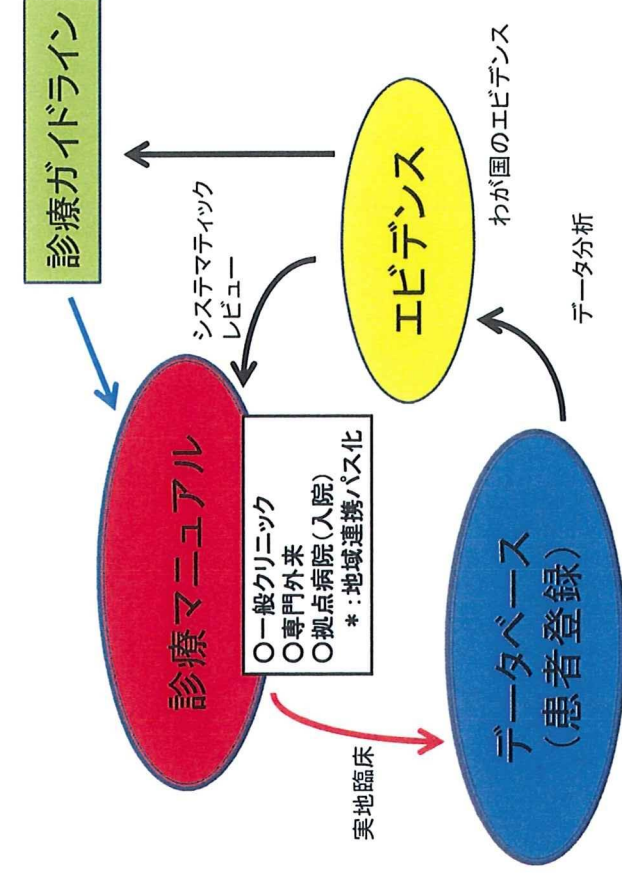 診療ガイドライン
診療マニュアル
〇一般クリニック
〇専門外来
〇拠点病院(入院)
*:地域連携パス化
システマティック
レビュー
エビデンス
わが国のエビデンス
実地臨床
データ分析
データベース
(患者登録)